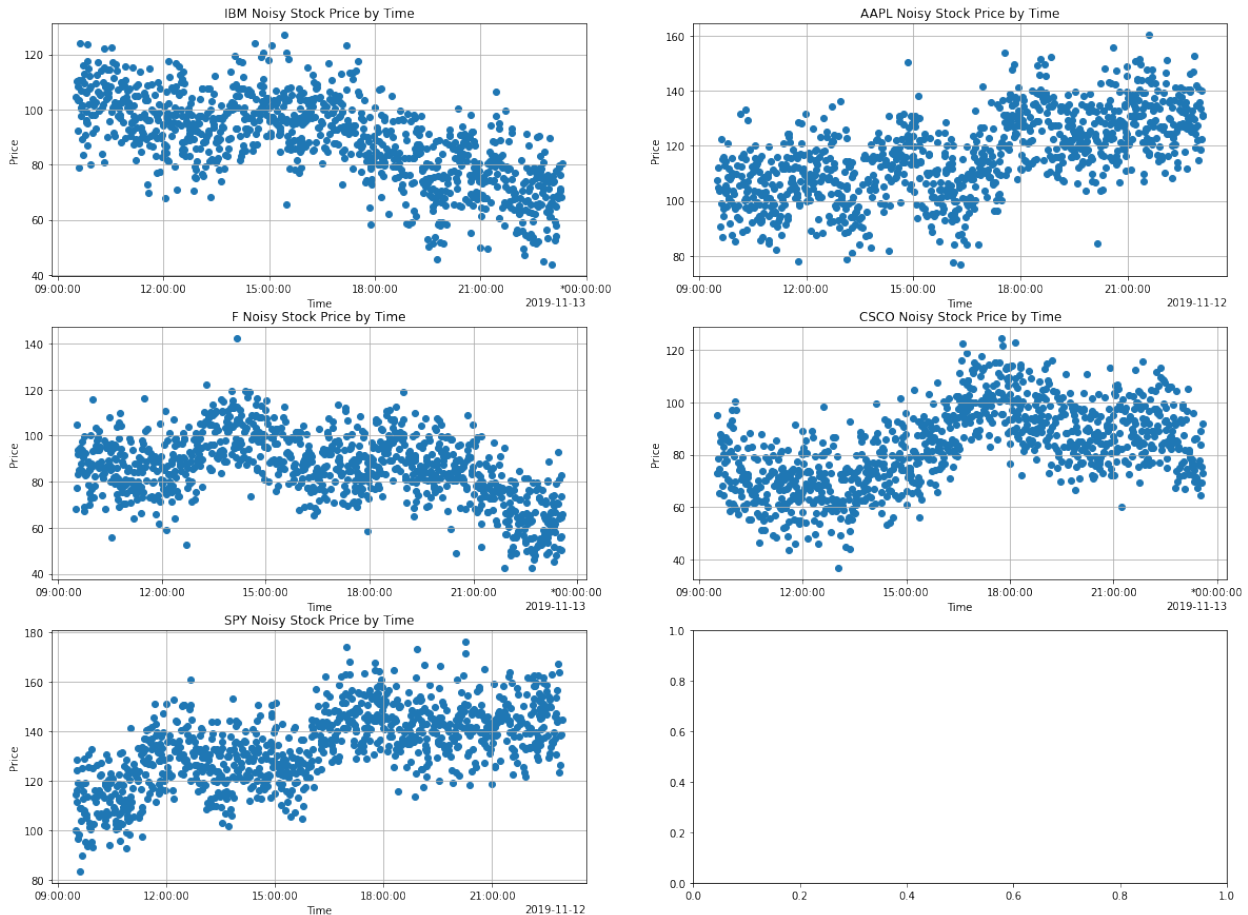 IBM Noisy Stock Price by Time
Price
120
100
80
60
40
09:00:00 12:00:00 15:00:00 18:00:00 21:00:00 *00:00:00
Time
2019-11-13
AAPL Noisy Stock Price by Time
Price
160
140
120
100
80
09:00:00 12:00:00 15:00:00 18:00:00 21:00:00
Time
2019-11-12
F Noisy Stock Price by Time
Price
140
120
100
80
60
40
09:00:00 12:00:00 15:00:00 18:00:00 21:00:00 *00:00:00
Time
2019-11-13
CSCO Noisy Stock Price by Time
Price
120
100
80
60
40
09:00:00 12:00:00 15:00:00 18:00:00 21:00:00 *00:00:00
Time
2019-11-13
SPY Noisy Stock Price by Time
Price
180
160
140
120
100
80
09:00:00 12:00:00 15:00:00 18:00:00 21:00:00
Time
2019-11-12
1.0
0.8
0.6
0.4
0.2
0.0
0.0 0.2 0.4 0.6 0.8 1.0